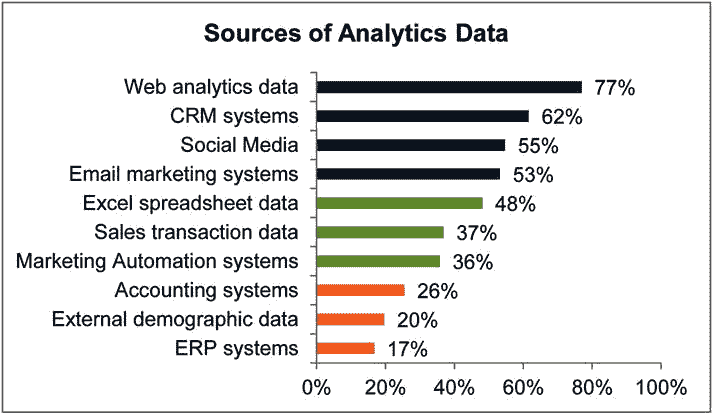 Sources of Analytics Data
Web analytics data 77%
CRM systems 62%
Social Media 55%
Email marketing systems 53%
Excel spreadsheet data 48%
Sales transaction data 37%
Marketing Automation systems 36%
Accounting systems 26%
External demographic data 20%
ERP systems 17%
0% 20% 40% 60% 80% 100%